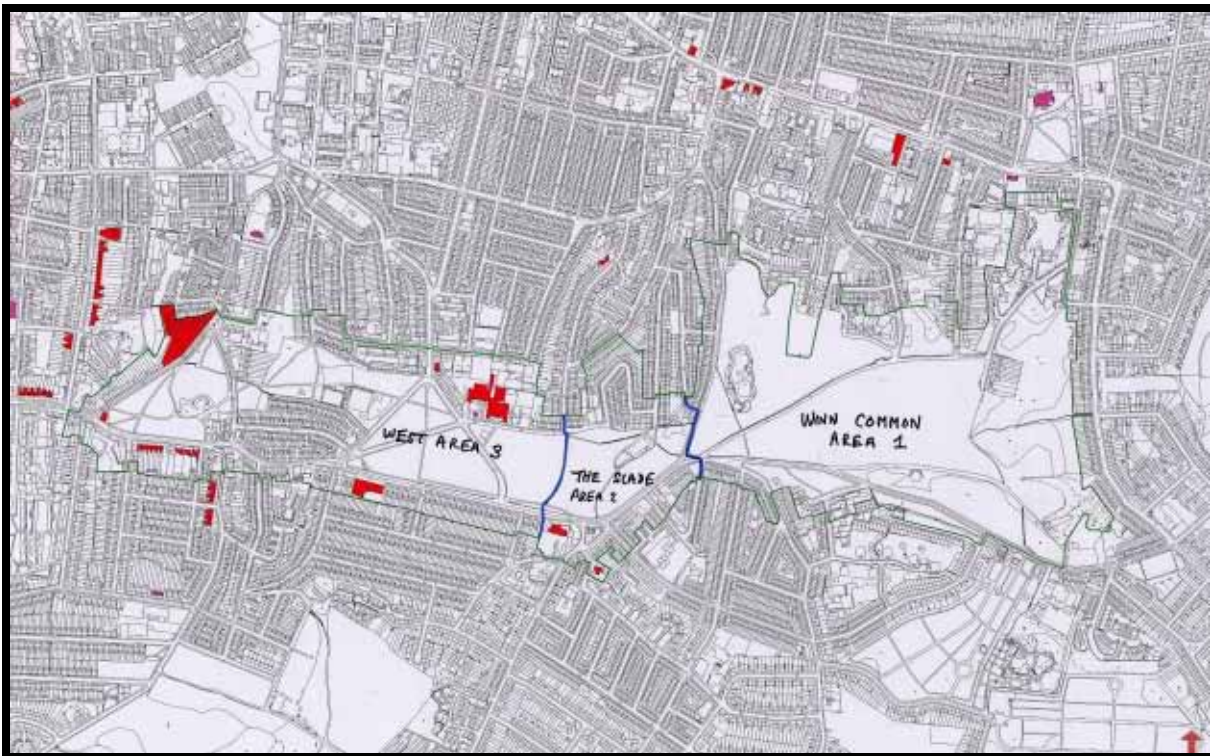 WEST AREA 3
THE SLADE
AREA 2
WINN COMMON
AREA 1